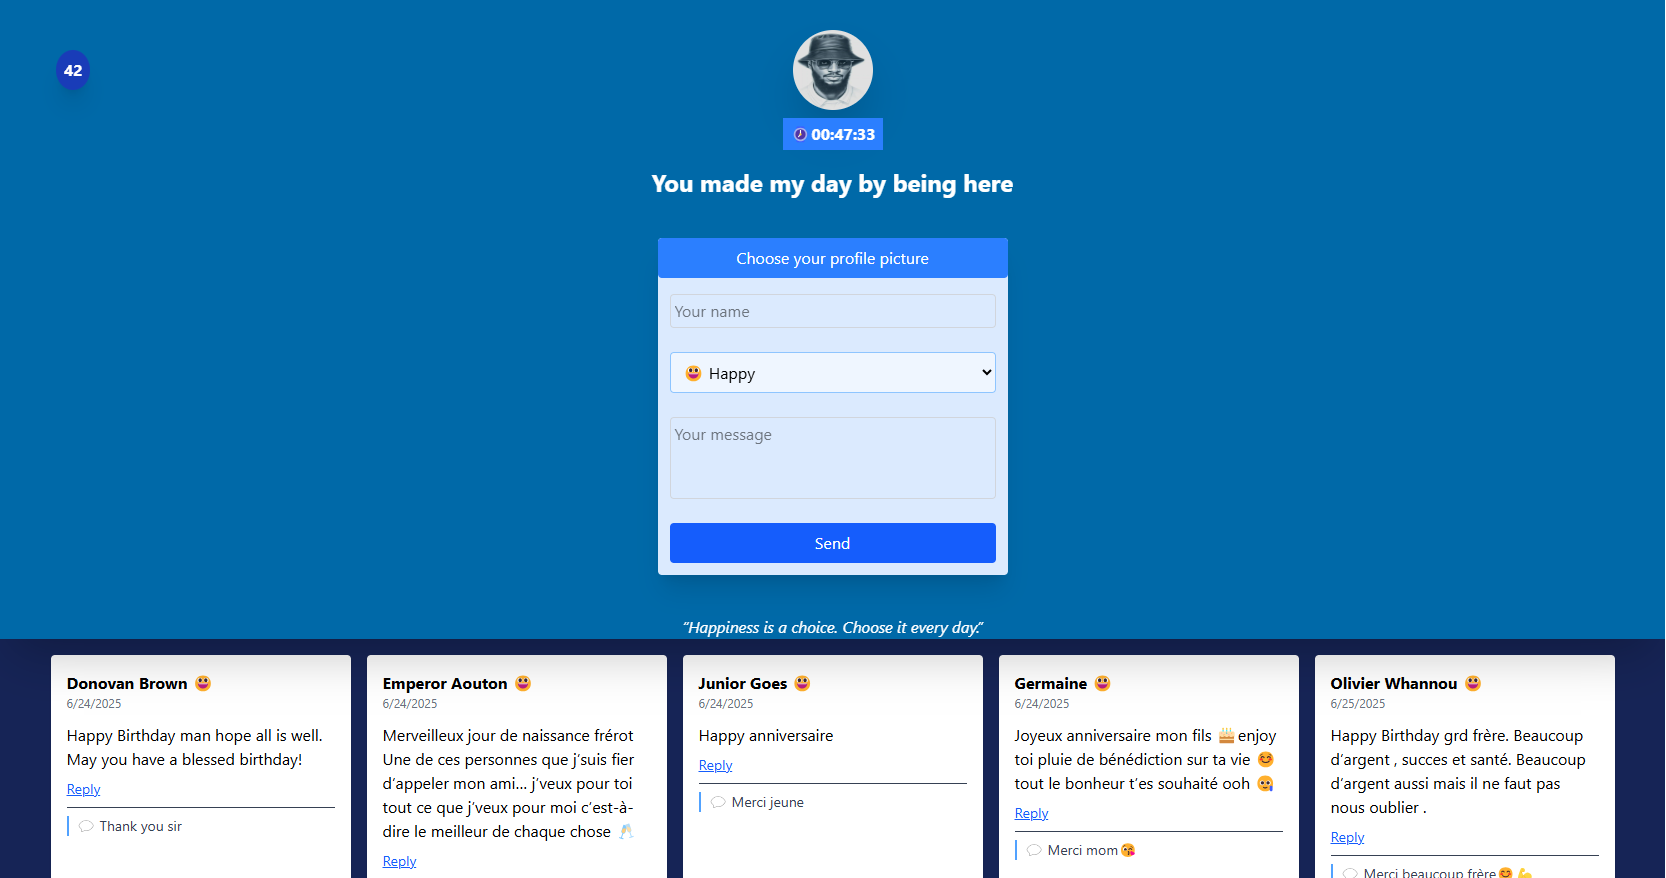 42
🕖 00:47:33
You made my day by being here
Choose your profile picture
Your name
😃 Happy
Your message
Send
“Happiness is a choice. Choose it every day.”
Donovan Brown 😃
6/24/2025
Happy Birthday man hope all is well.
May you have a blessed birthday!
Reply
💬 Thank you sir
Emperor Aouton 😃
6/24/2025
Merveilleux jour de naissance frérot
Une de ces personnes que j’suis fier
d’appeler mon ami... j’veux pour toi
tout ce que j’veux pour moi c’est-à-
dire le meilleur de chaque chose 🥂
Reply
Junior Goes 😃
6/24/2025
Happy anniversaire
Reply
💬 Merci jeune
Germaine 😃
6/24/2025
Joyeux anniversaire mon fils 🎂enjoy
toi pluie de bénédiction sur ta vie 😊
tout le bonheur t’es souhaité ooh 🥲
Reply
💬 Merci mom😘
Olivier Whannou 😃
6/25/2025
Happy Birthday grd frère. Beaucoup
d’argent , succes et santé. Beaucoup
d’argent aussi mais il ne faut pas
nous oublier .
Reply
💬 Merci beaucoup frère😊💪